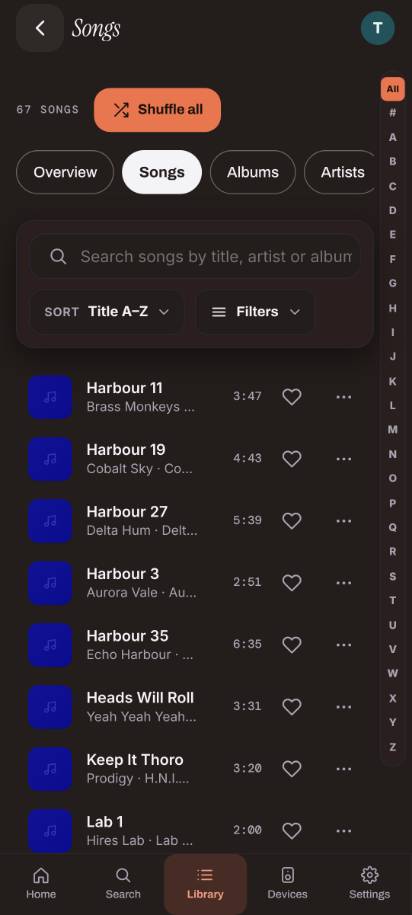 Songs
T
67 SONGS
Shuffle all
Overview
Songs
Albums
Artists
Search songs by title, artist or album
SORT Title A–Z
Filters
Harbour 11
Brass Monkeys ...
3:47
Harbour 19
Cobalt Sky · Co...
4:43
Harbour 27
Delta Hum · Delt...
5:39
Harbour 3
Aurora Vale · Au...
2:51
Harbour 35
Echo Harbour · ...
6:35
Heads Will Roll
Yeah Yeah Yeah...
3:31
Keep It Thoro
Prodigy · H.N.I....
3:20
Lab 1
Hires Lab · Lab ...
2:00
All
#
A
B
C
D
E
F
G
H
I
J
K
L
M
N
O
P
Q
R
S
T
U
V
W
X
Y
Z
Home
Search
Library
Devices
Settings